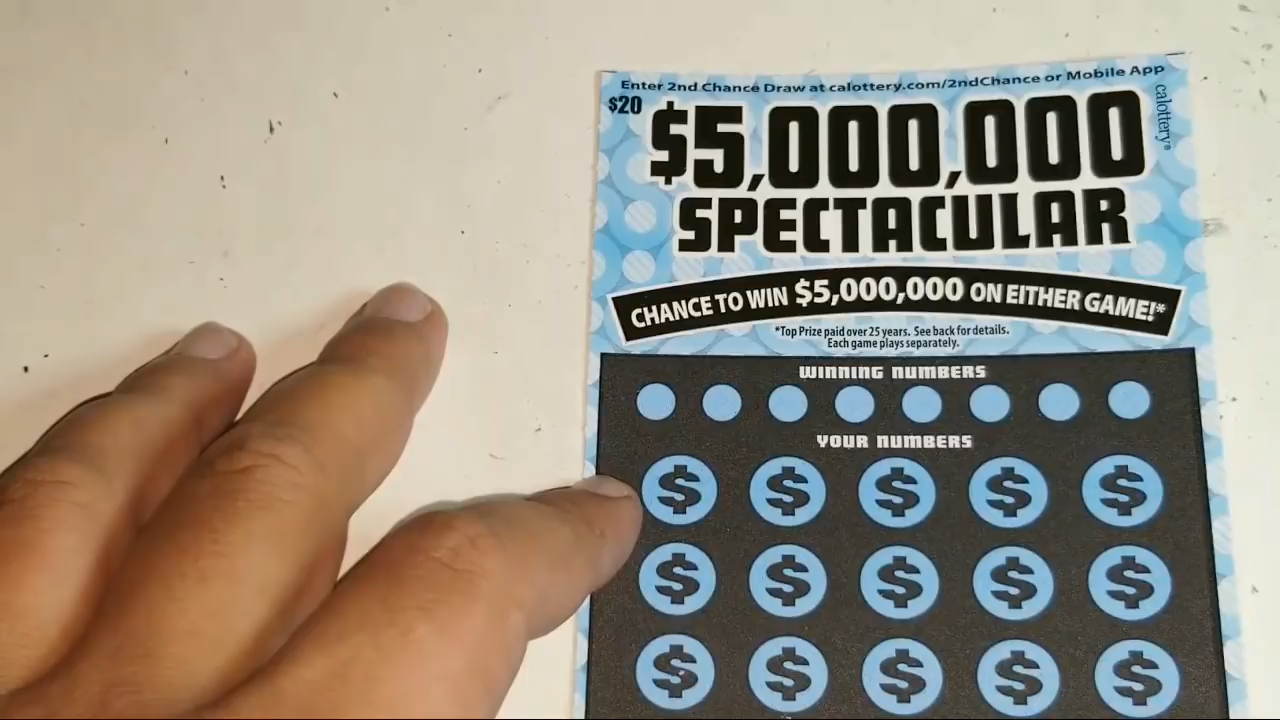 Enter 2nd Chance Draw at calottery.com/2ndChance or Mobile App
$20
calottery®
$5,000,000
SPECTACULAR
CHANCE TO WIN $5,000,000 ON EITHER GAME!*
*Top Prize paid over 25 years. See back for details.
Each game plays separately.
WINNING NUMBERS
YOUR NUMBERS
$ $ $ $ $
$ $ $ $ $
$ $ $ $ $